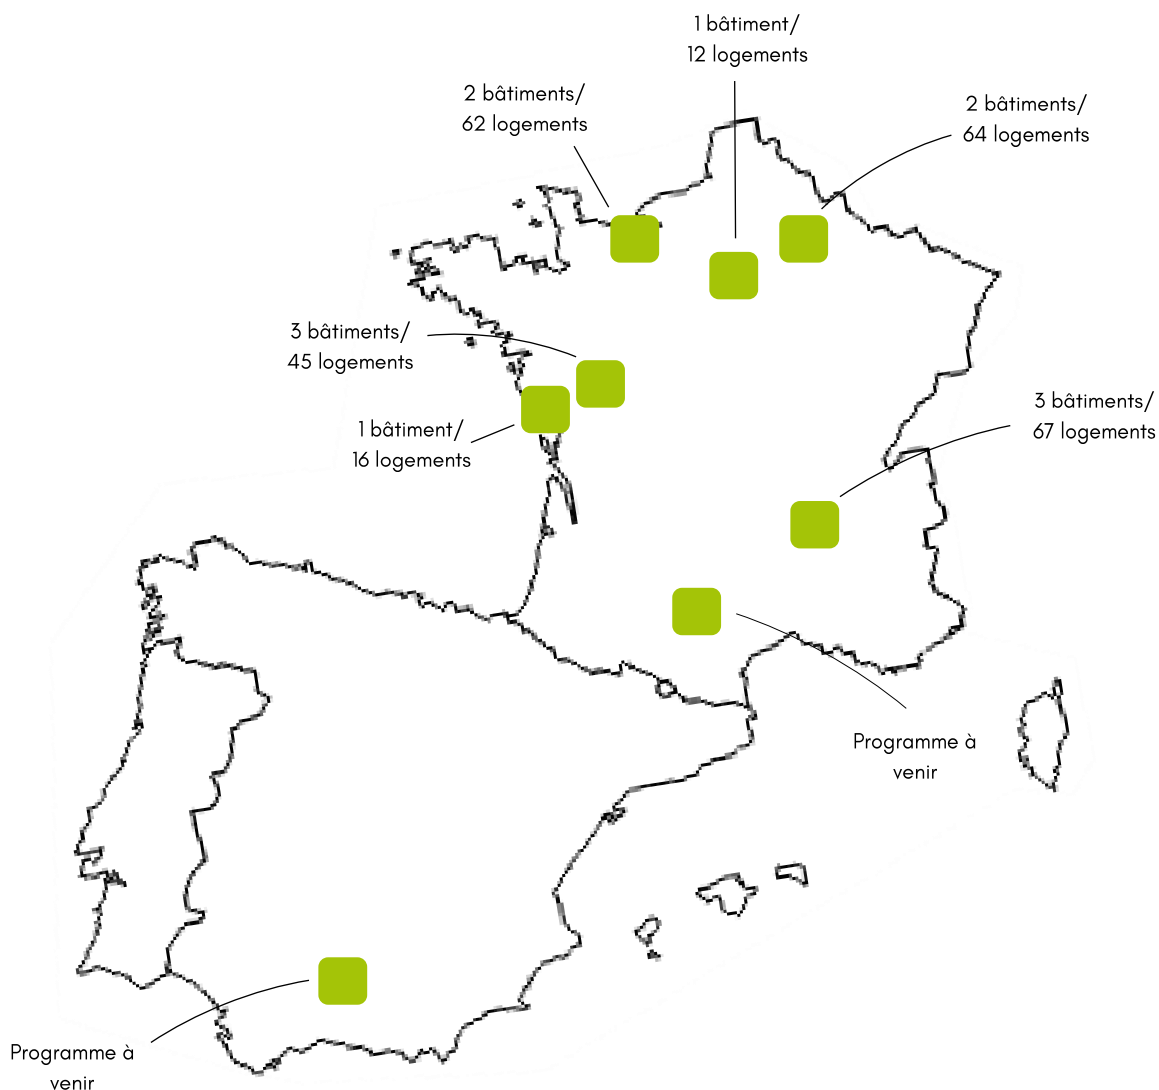 1 bâtiment/
12 logements
2 bâtiments/
62 logements
2 bâtiments/
64 logements
3 bâtiments/
45 logements
1 bâtiment/
16 logements
3 bâtiments/
67 logements
Programme à
venir
Programme à
venir